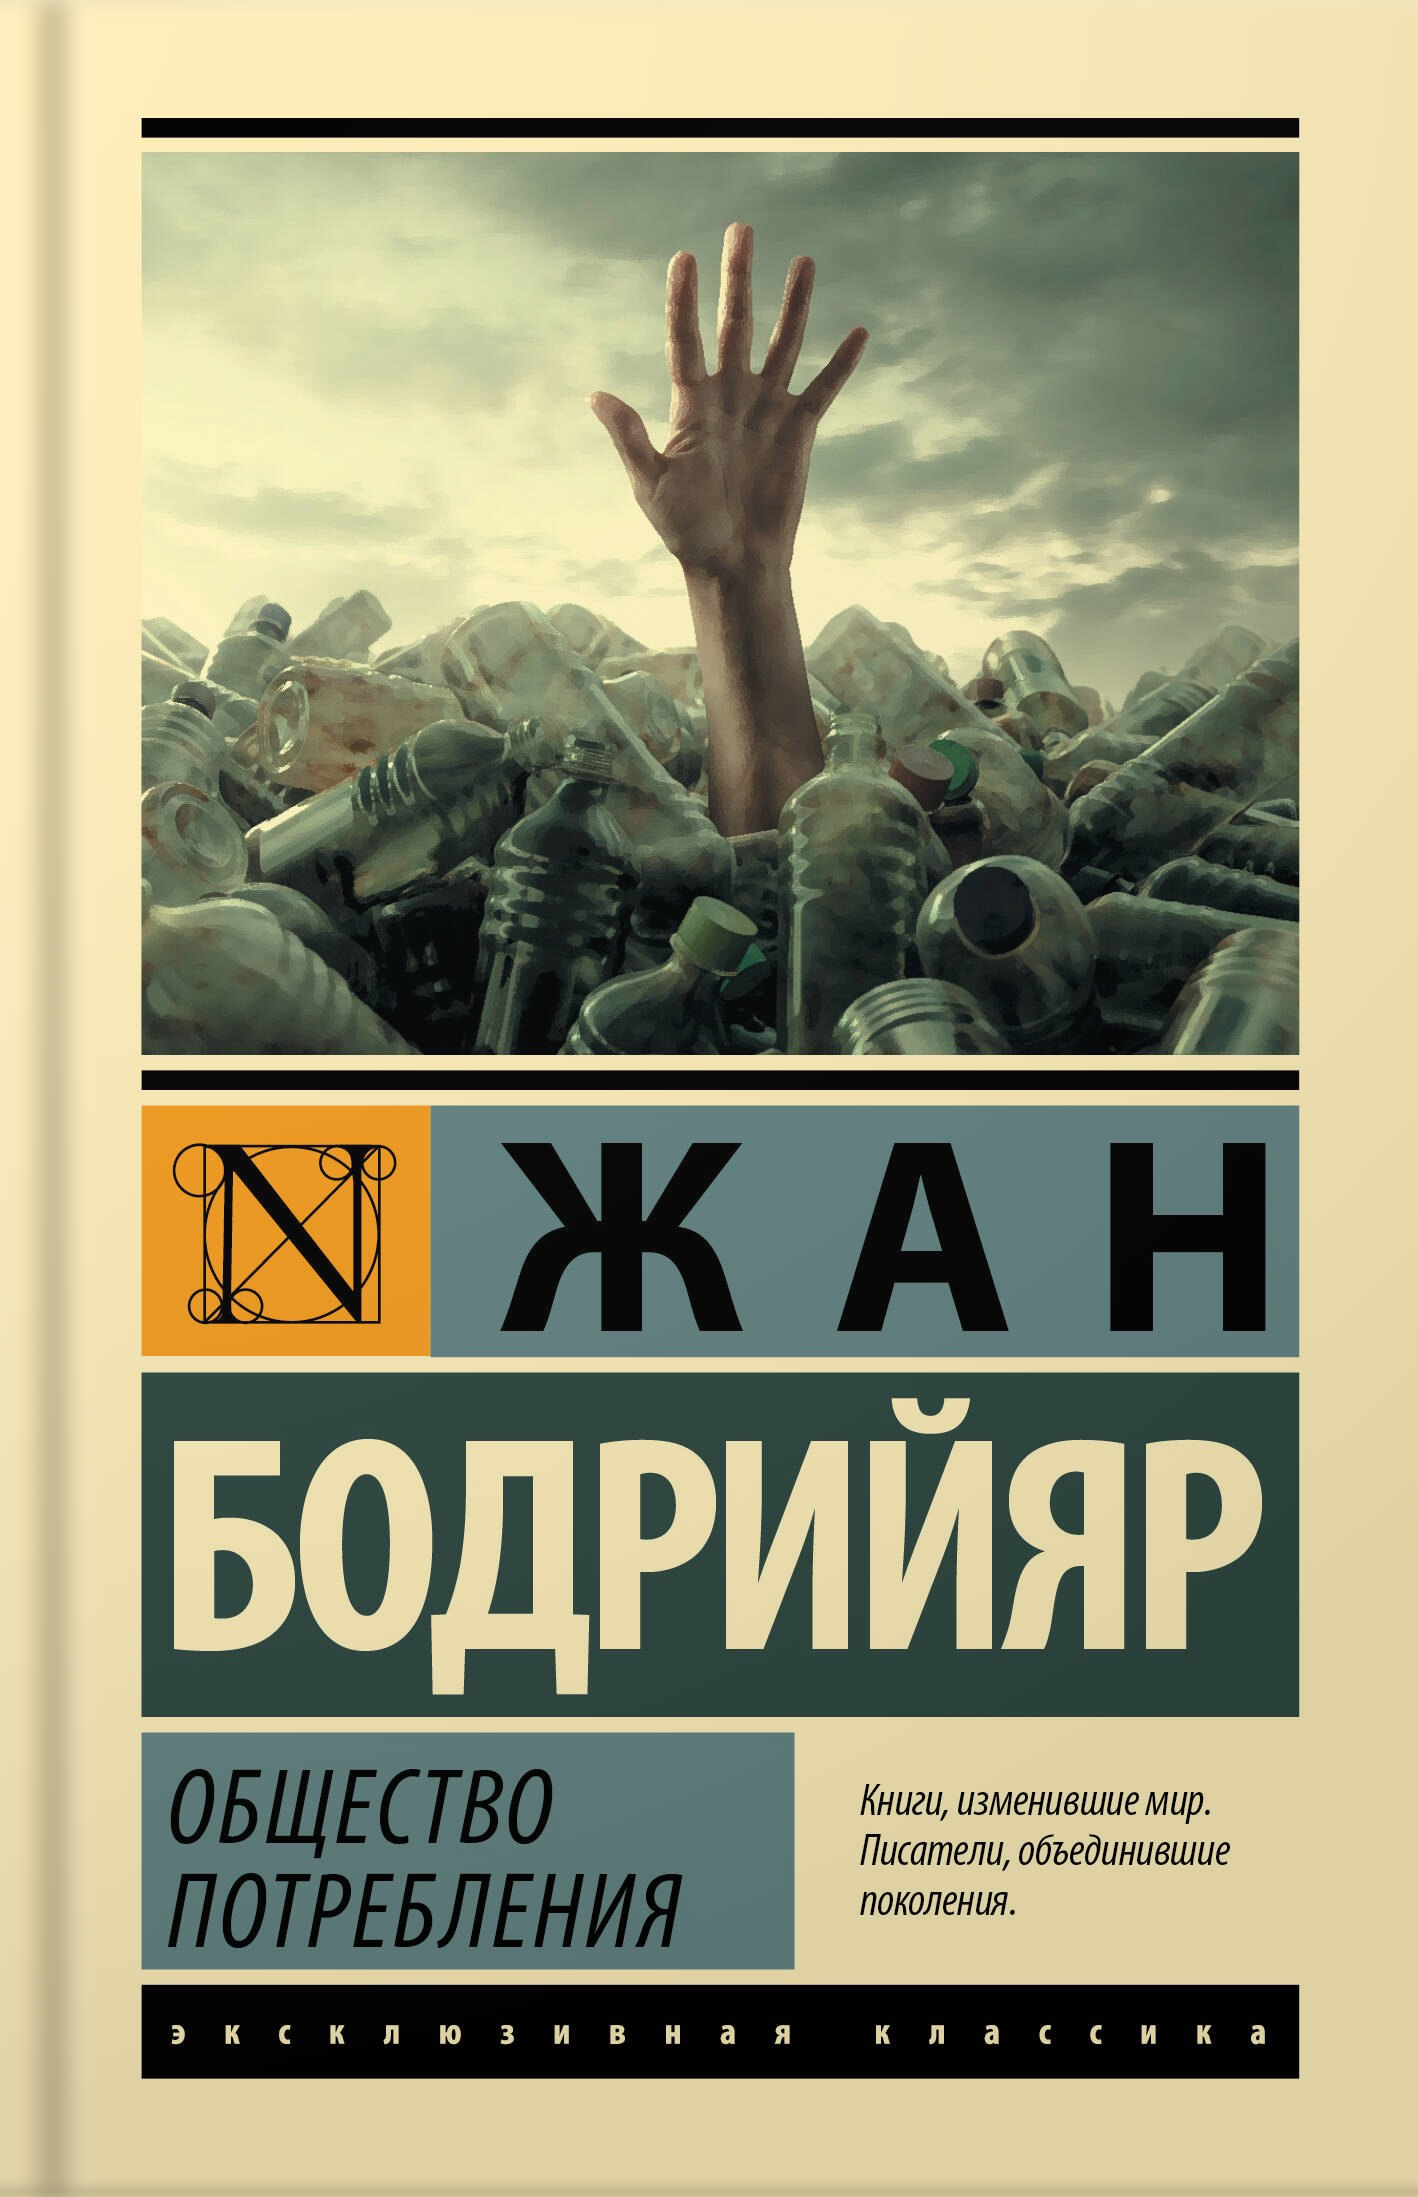 N ЖАН
БОДРИЙЯР
ОБЩЕСТВО
ПОТРЕБЛЕНИЯ
Книги, изменившие мир.
Писатели, объединившие
поколения.
эксклюзивная классика